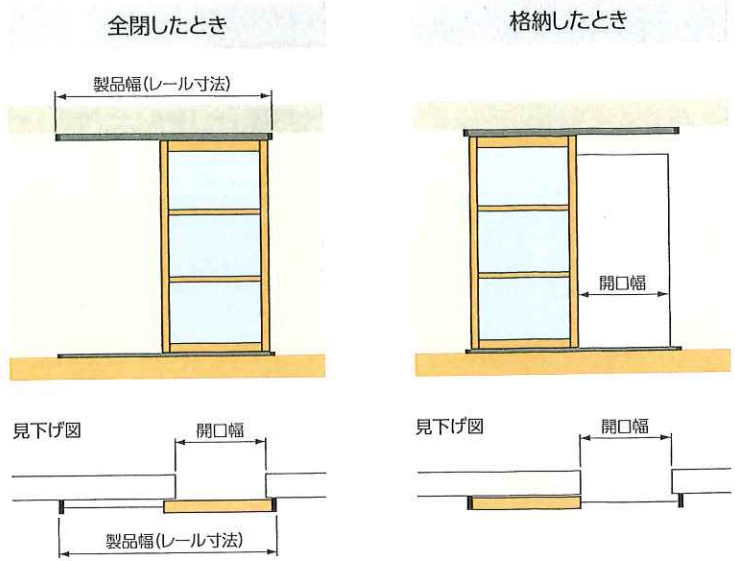 全閉したとき
格納したとき
製品幅(レール寸法)
開口幅
見下げ図
開口幅
製品幅(レール寸法)
見下げ図
開口幅